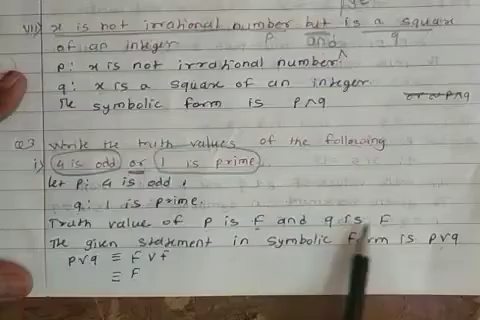 vii) x is not irrational number but is a square
of an integer p and q
p: x is not irrational number.
q: x is a square of an integer.
The symbolic form is p∧q
Q3 Write the truth values of the following
i) 4 is odd or 1 is prime.
Let p: 4 is odd.
q: 1 is prime.
Truth value of p is F and q is F
The given statement in symbolic form is p∨q
p∨q ≡ F∨F
≡ F